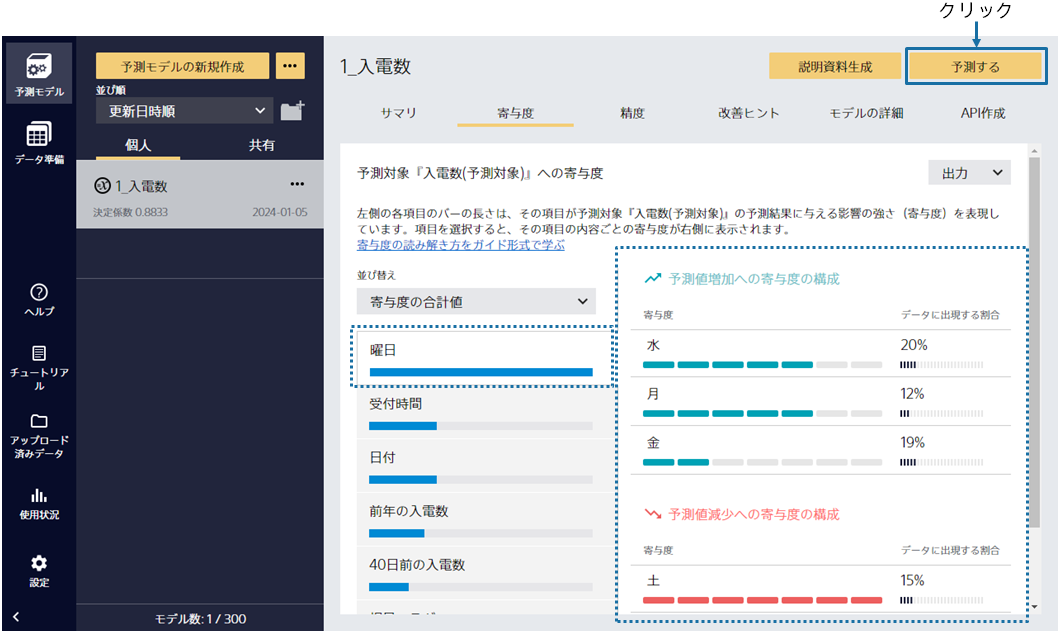 クリック
予測モデル
データ準備
ヘルプ
チュートリア
ル
アップロード
済みデータ
使用状況
設定
予測モデルの新規作成
並び順
更新日時順
個人
共有
1_入電数
決定係数 0.8833
2024-01-05
モデル数: 1 / 300
1_入電数
説明資料生成
予測する
サマリ
寄与度
精度
改善ヒント
モデルの詳細
API作成
予測対象『入電数(予測対象)』への寄与度
出力
左側の各項目のバーの長さは、その項目が予測対象『入電数(予測対象)』の予測結果に与える影響の強さ（寄与度）を表現し
ています。項目を選択すると、その項目の内容ごとの寄与度が右側に表示されます。
寄与度の読み解き方をガイド形式で学ぶ
並び替え
寄与度の合計値
曜日
受付時間
日付
前年の入電数
40日前の入電数
予測値増加への寄与度の構成
寄与度
データに出現する割合
水
20%
月
12%
金
19%
予測値減少への寄与度の構成
寄与度
データに出現する割合
土
15%